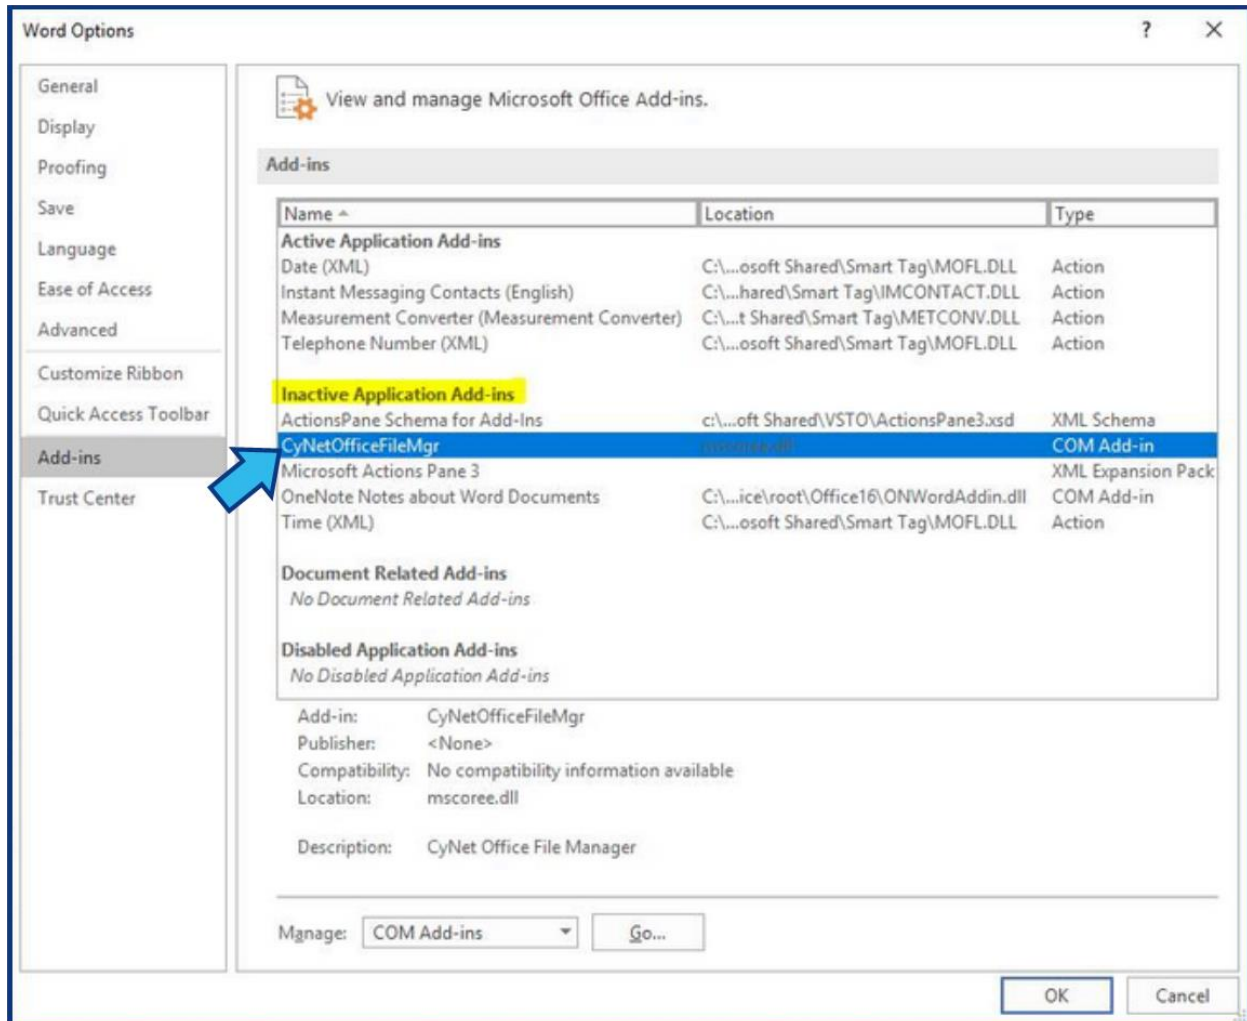 Word Options
?
General
Display
Proofing
Save
Language
Ease of Access
Advanced
Customize Ribbon
Quick Access Toolbar
Add-ins
Trust Center
View and manage Microsoft Office Add-ins.
Add-ins
Name Location Type
Active Application Add-ins
Date (XML) C:\...osoft Shared\Smart Tag\MOFL.DLL Action
Instant Messaging Contacts (English) C:\...hared\Smart Tag\IMCONTACT.DLL Action
Measurement Converter (Measurement Converter) C:\...t Shared\Smart Tag\METCONV.DLL Action
Telephone Number (XML) C:\...osoft Shared\Smart Tag\MOFL.DLL Action
Inactive Application Add-ins
ActionsPane Schema for Add-Ins c:\...oft Shared\VSTO\ActionsPane3.xsd XML Schema
CyNetOfficeFileMgr mscoree.dll COM Add-in
Microsoft Actions Pane 3 XML Expansion Pack
OneNote Notes about Word Documents C:\...ice\root\Office16\ONWordAddin.dll COM Add-in
Time (XML) C:\...osoft Shared\Smart Tag\MOFL.DLL Action
Document Related Add-ins
No Document Related Add-ins
Disabled Application Add-ins
No Disabled Application Add-ins
Add-in: CyNetOfficeFileMgr
Publisher: <None>
Compatibility: No compatibility information available
Location: mscoree.dll
Description: CyNet Office File Manager
Manage: COM Add-ins Go...
OK Cancel